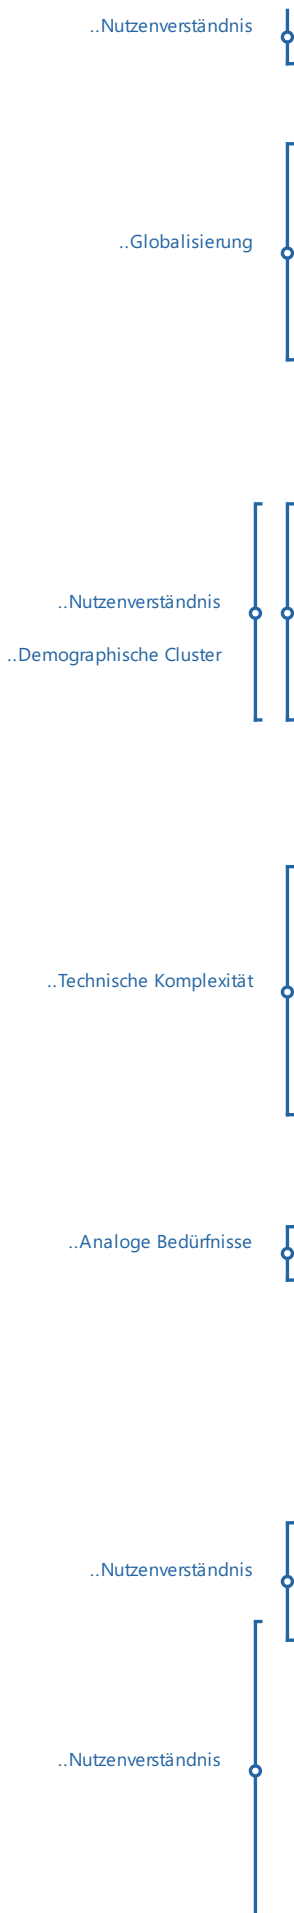 ..Nutzenverständnis
..Globalisierung
..Nutzenverständnis
..Demographische Cluster
..Technische Komplexität
..Analoge Bedürfnisse
..Nutzenverständnis
..Nutzenverständnis